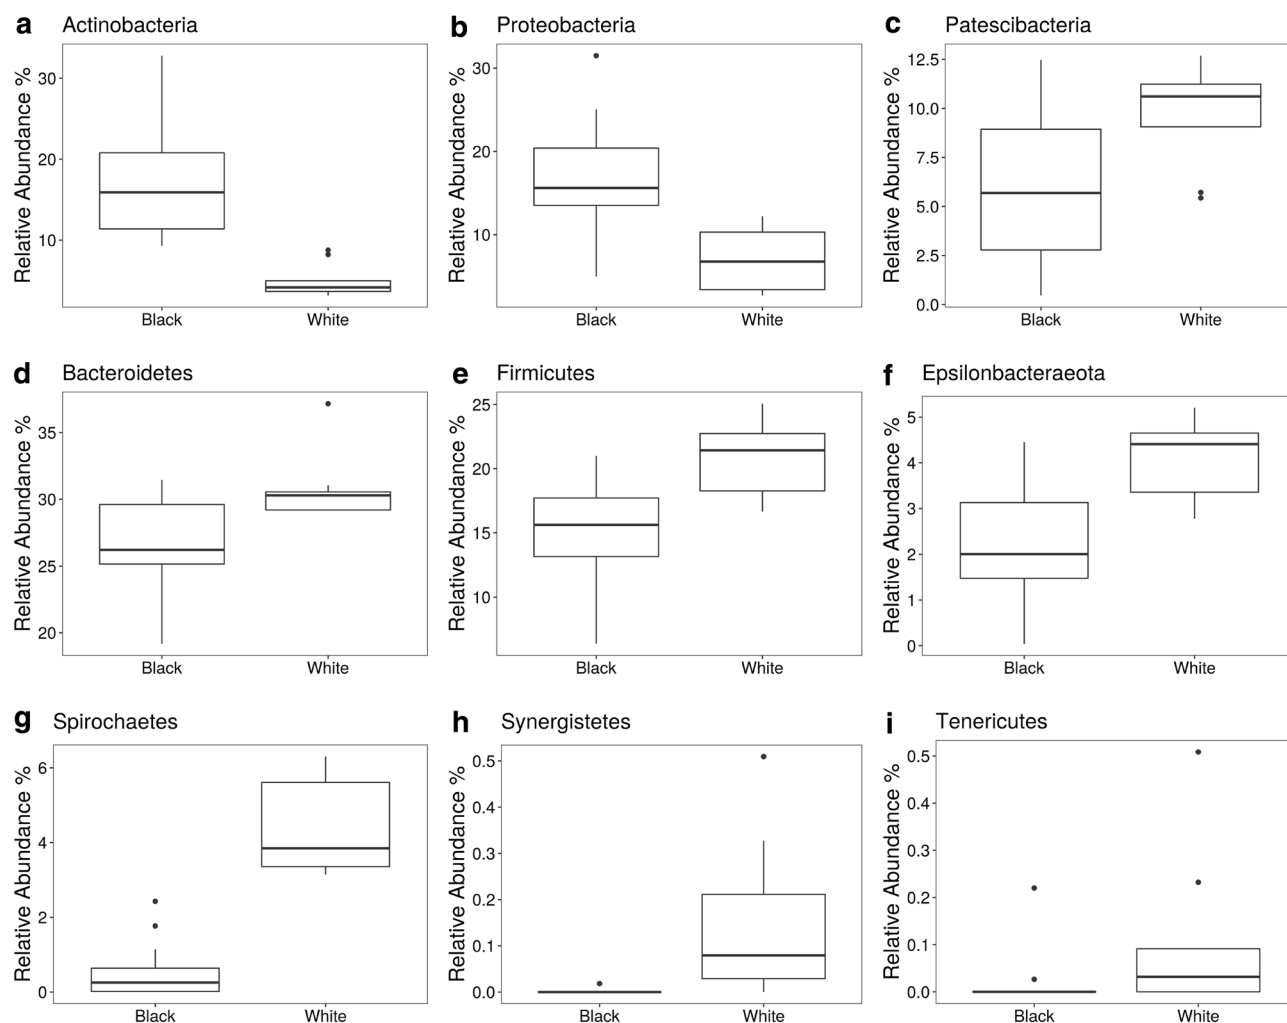 a Actinobacteria
Relative Abundance %
30
20
10
Black White
b Proteobacteria
Relative Abundance %
30
20
10
Black White
c Patescibacteria
Relative Abundance %
12.5
10.0
7.5
5.0
2.5
0.0
Black White
d Bacteroidetes
Relative Abundance %
35
30
25
20
Black White
e Firmicutes
Relative Abundance %
25
20
15
10
Black White
f Epsilonbacteraeota
Relative Abundance %
5
4
3
2
1
0
Black White
g Spirochaetes
Relative Abundance %
6
4
2
0
Black White
h Synergistetes
Relative Abundance %
0.5
0.4
0.3
0.2
0.1
0.0
Black White
i Tenericutes
Relative Abundance %
0.5
0.4
0.3
0.2
0.1
0.0
Black White